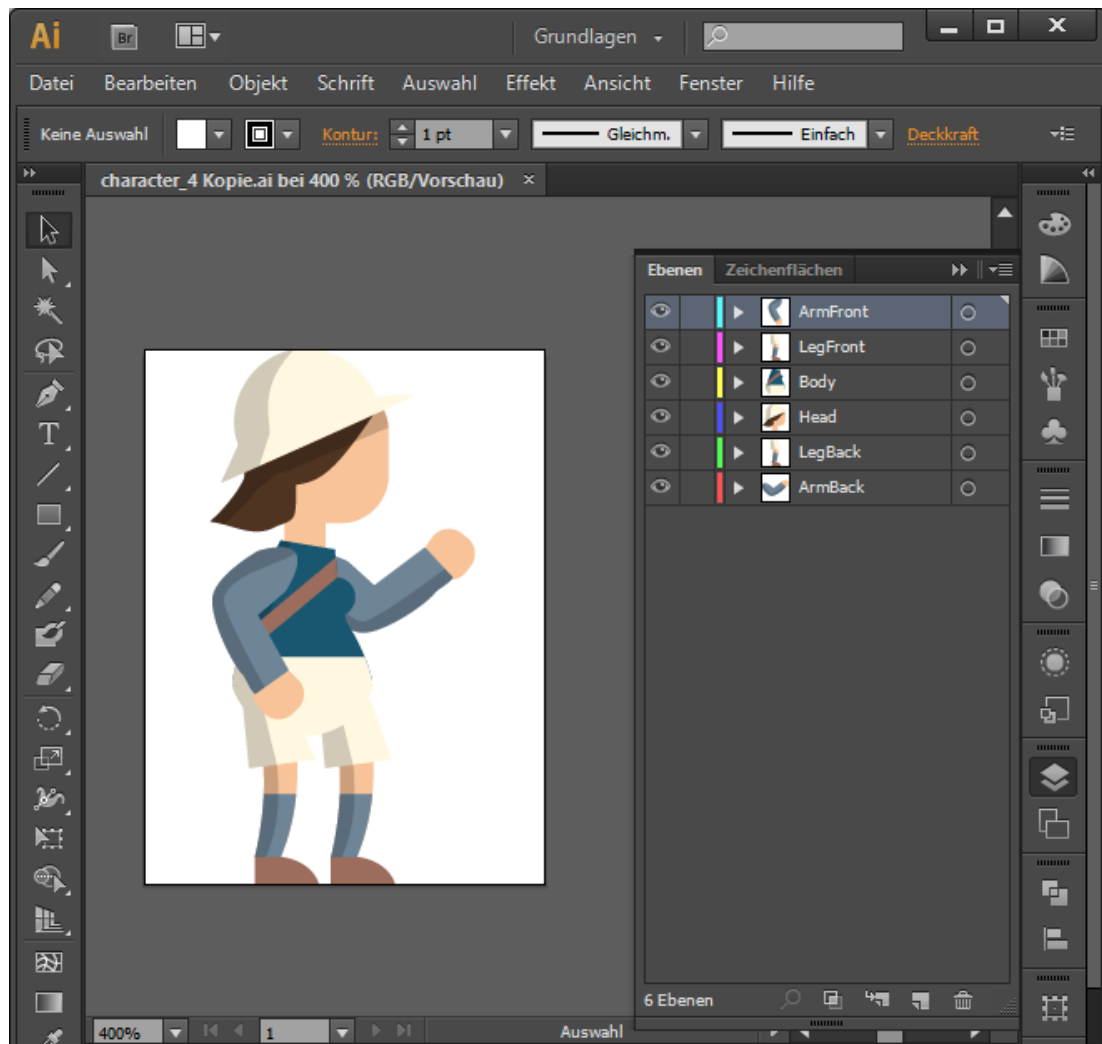 Ai Br Grundlagen
Datei Bearbeiten Objekt Schrift Auswahl Effekt Ansicht Fenster Hilfe
Keine Auswahl Kontur: 1 pt Gleichm. Einfach Deckkraft
character_4 Kopie.ai bei 400 % (RGB/Vorschau) ×
Ebenen Zeichenflächen
ArmFront
LegFront
Body
Head
LegBack
ArmBack
6 Ebenen
400% 1 Auswahl